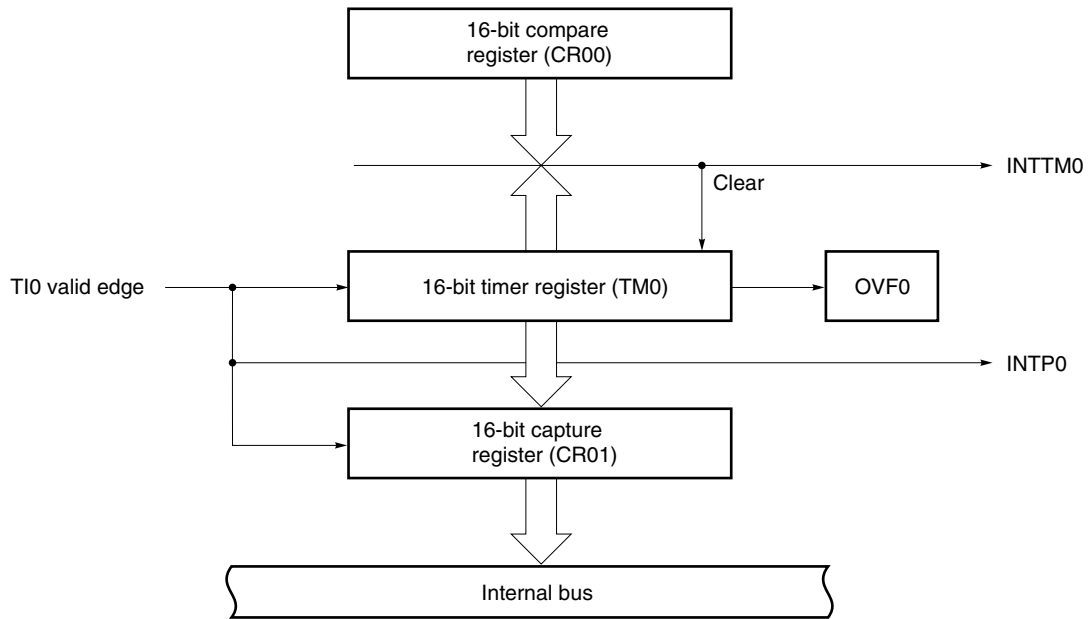 16-bit compare
register (CR00)
INTTM0
Clear
TI0 valid edge
16-bit timer register (TM0)
OVF0
INTP0
16-bit capture
register (CR01)
Internal bus